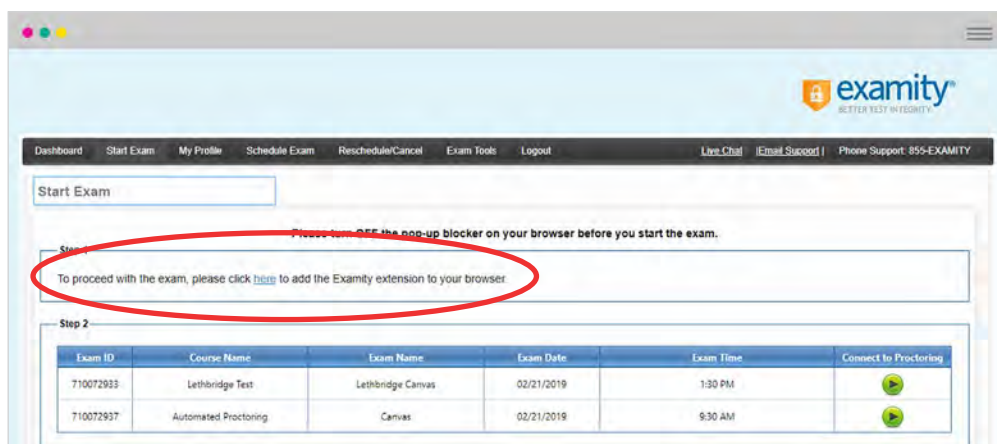 examity®
BETTER TEST INTEGRITY
Dashboard Start Exam My Profile Schedule Exam Reschedule/Cancel Exam Tools Logout Live Chat |Email Support| Phone Support: 855-EXAMITY
Start Exam
Please turn OFF the pop-up blocker on your browser before you start the exam.
Step
To proceed with the exam, please click here to add the Examity extension to your browser
Step 2
Exam ID Course Name Exam Name Exam Date Exam Time Connect to Proctoring
710072933 Lethbridge Test Lethbridge Canvas 02/21/2019 1:30 PM
710072937 Automated Proctoring Canvas 02/21/2019 9:30 AM